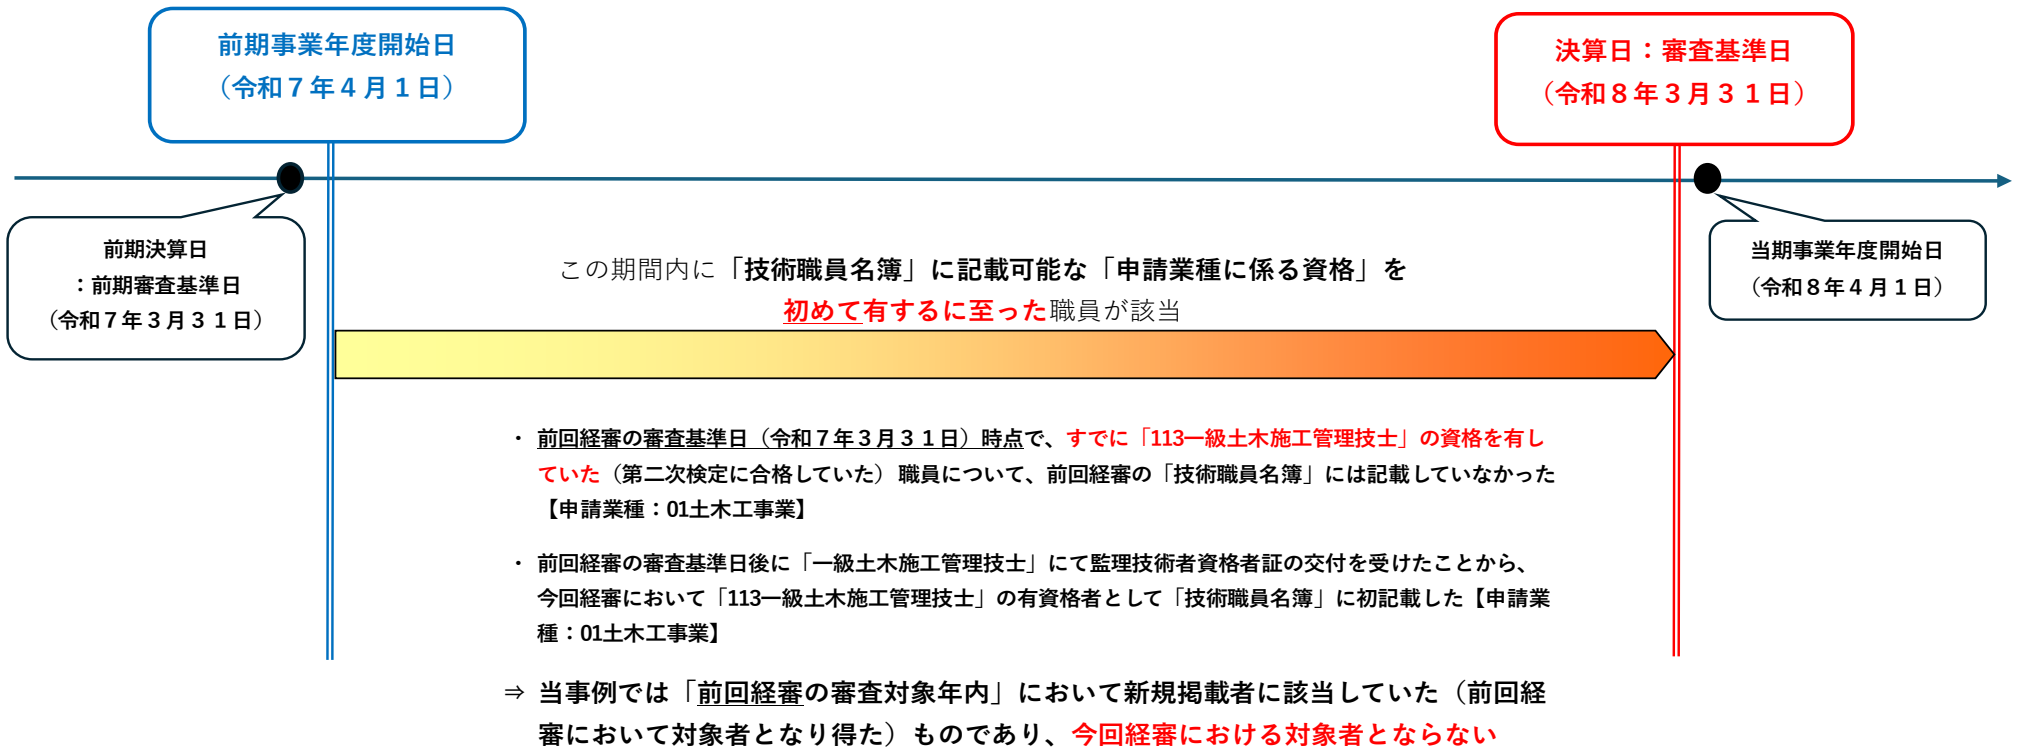 前期事業年度開始日
（令和７年４月１日）
決算日：審査基準日
（令和８年３月３１日）
前期決算日
：前期審査基準日
（令和７年３月３１日）
当期事業年度開始日
（令和８年４月１日）
この期間内に「技術職員名簿」に記載可能な「申請業種に係る資格」を
初めて有するに至った職員が該当
・ 前回経審の審査基準日（令和７年３月３１日）時点で、すでに「113一級土木施工管理技士」の資格を有し
ていた（第二次検定に合格していた）職員について、前回経審の「技術職員名簿」には記載していなかった
【申請業種：01土木工事業】
・ 前回経審の審査基準日後に「一級土木施工管理技士」にて監理技術者資格者証の交付を受けたことから、
今回経審において「113一級土木施工管理技士」の有資格者として「技術職員名簿」に初記載した【申請業
種：01土木工事業】
⇒ 当事例では「前回経審の審査対象年内」において新規掲載者に該当していた（前回経
審において対象者となり得た）ものであり、今回経審における対象者とならない